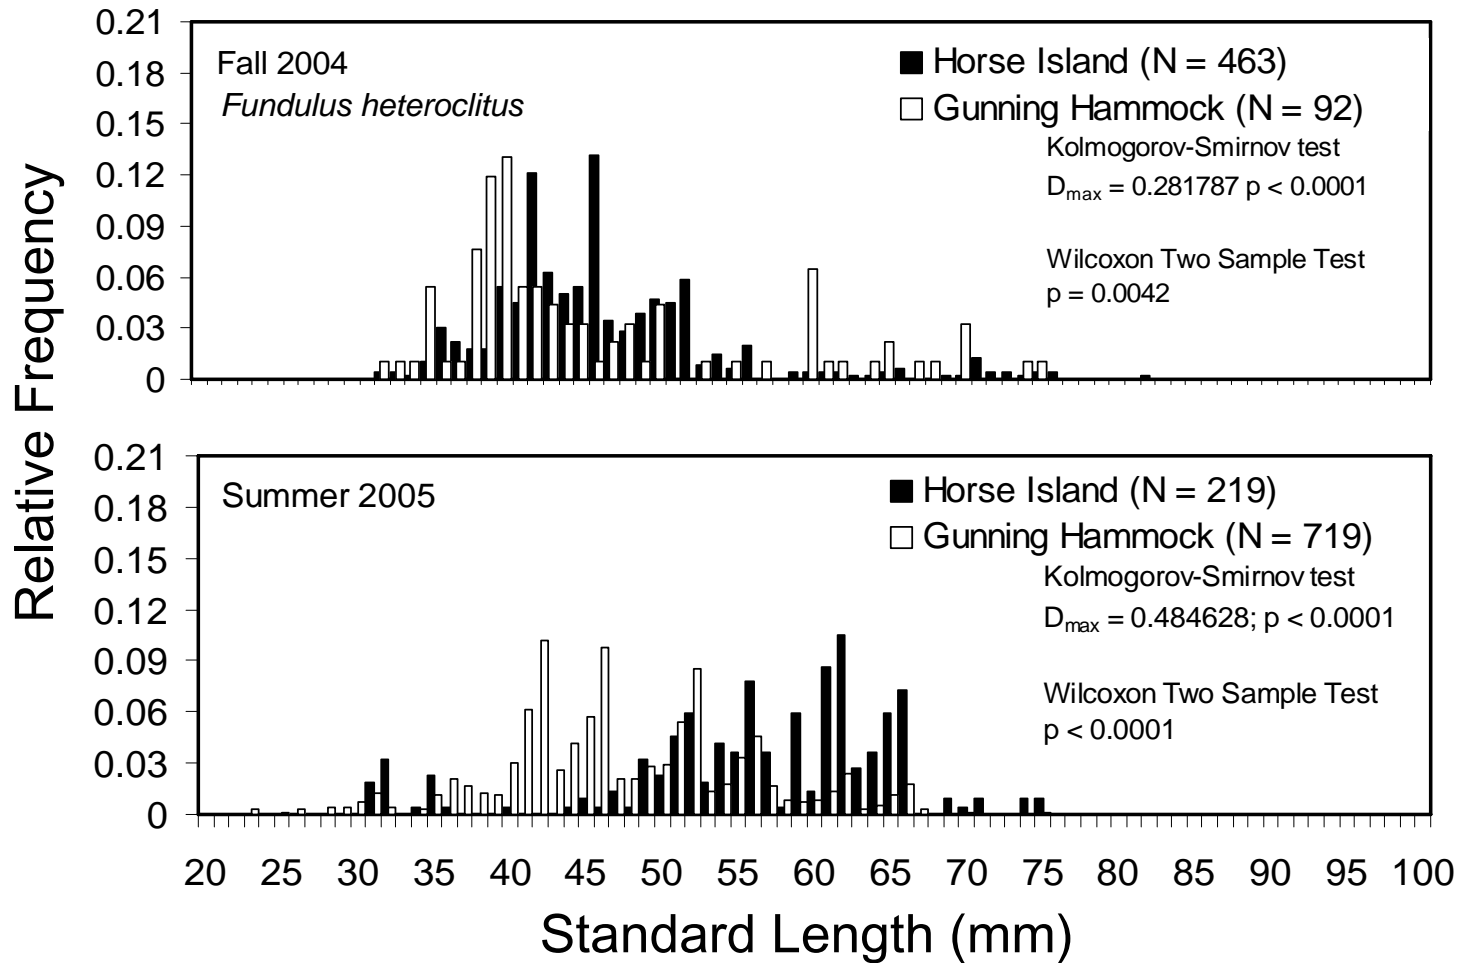 Relative Frequency
0.21
0.18
0.15
0.12
0.09
0.06
0.03
0
Fall 2004
Fundulus heteroclitus
Horse Island (N = 463)
Gunning Hammock (N = 92)
Kolmogorov-Smirnov test
Dmax = 0.281787 p < 0.0001
Wilcoxon Two Sample Test
p = 0.0042
0.21
0.18
0.15
0.12
0.09
0.06
0.03
0
Summer 2005
Horse Island (N = 219)
Gunning Hammock (N = 719)
Kolmogorov-Smirnov test
Dmax = 0.484628; p < 0.0001
Wilcoxon Two Sample Test
p < 0.0001
20 25 30 35 40 45 50 55 60 65 70 75 80 85 90 95 100
Standard Length (mm)